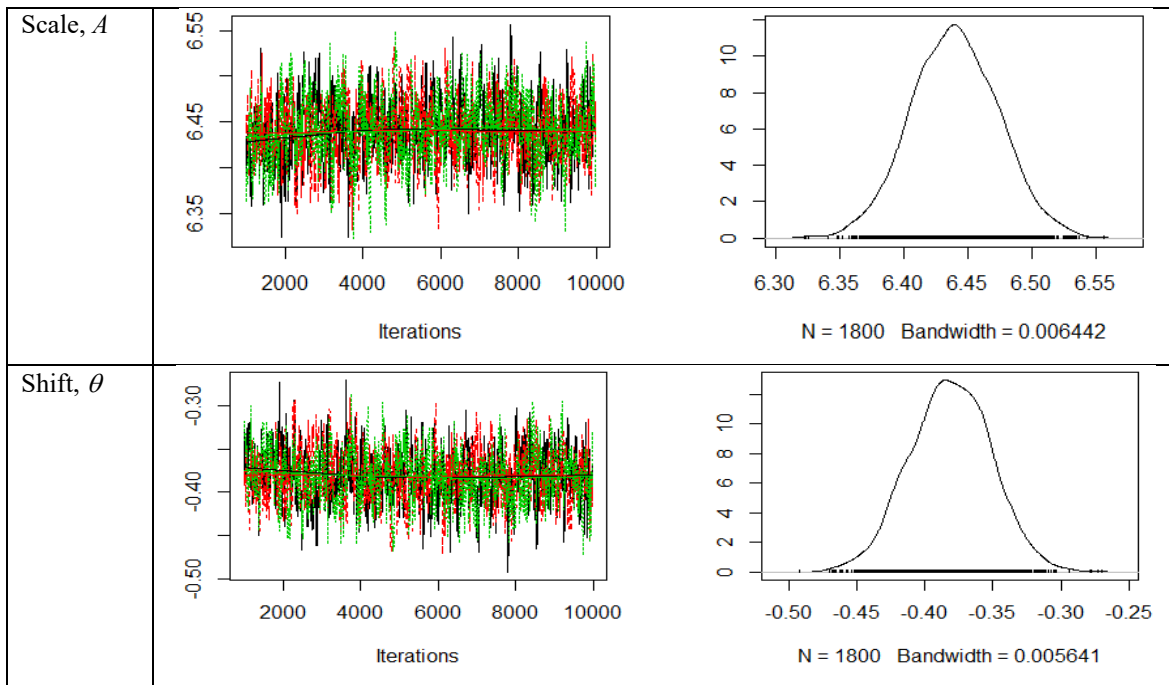 Scale, A
6.55
6.45
6.35
2000 4000 6000 8000 10000
Iterations
10
8
6
4
2
0
6.30 6.35 6.40 6.45 6.50 6.55
N = 1800 Bandwidth = 0.006442
Shift, θ
-0.30
-0.40
-0.50
2000 4000 6000 8000 10000
Iterations
10
8
6
4
2
0
-0.50 -0.45 -0.40 -0.35 -0.30 -0.25
N = 1800 Bandwidth = 0.005641